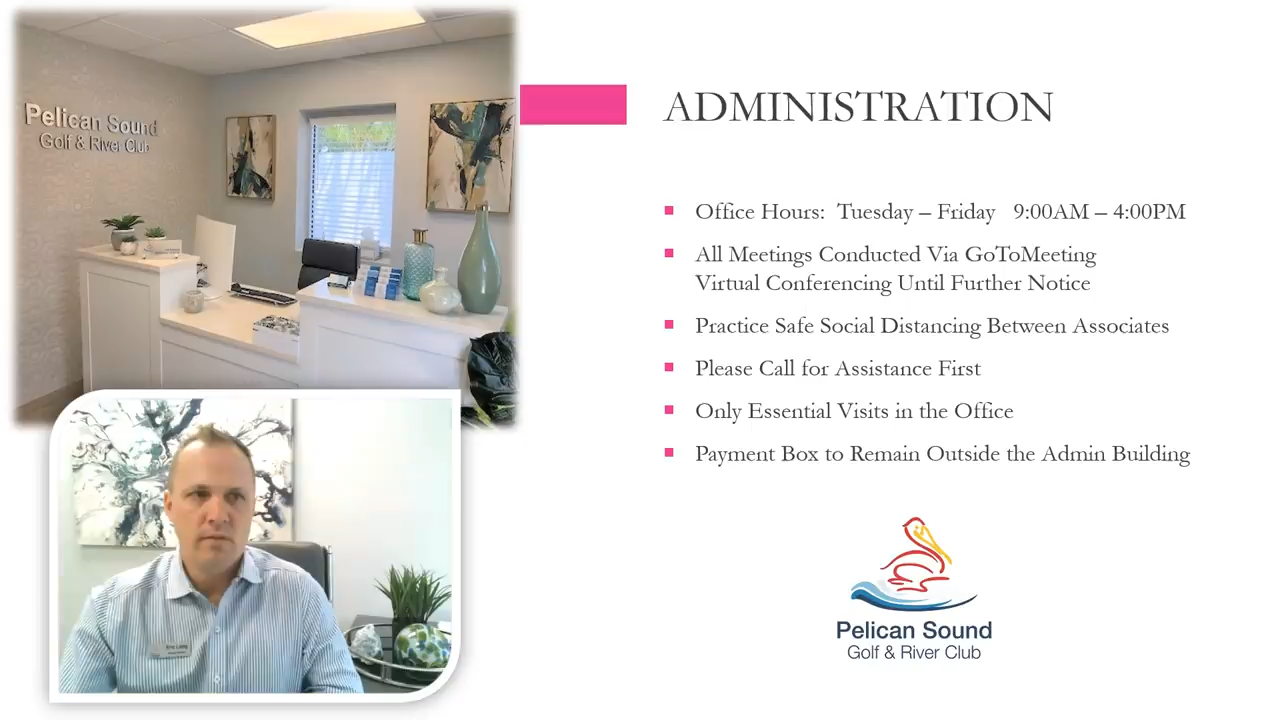 Pelican Sound
Golf & River Club
ADMINISTRATION
Office Hours: Tuesday – Friday 9:00AM – 4:00PM
All Meetings Conducted Via GoToMeeting
Virtual Conferencing Until Further Notice
Practice Safe Social Distancing Between Associates
Please Call for Assistance First
Only Essential Visits in the Office
Payment Box to Remain Outside the Admin Building
Pelican Sound
Golf & River Club